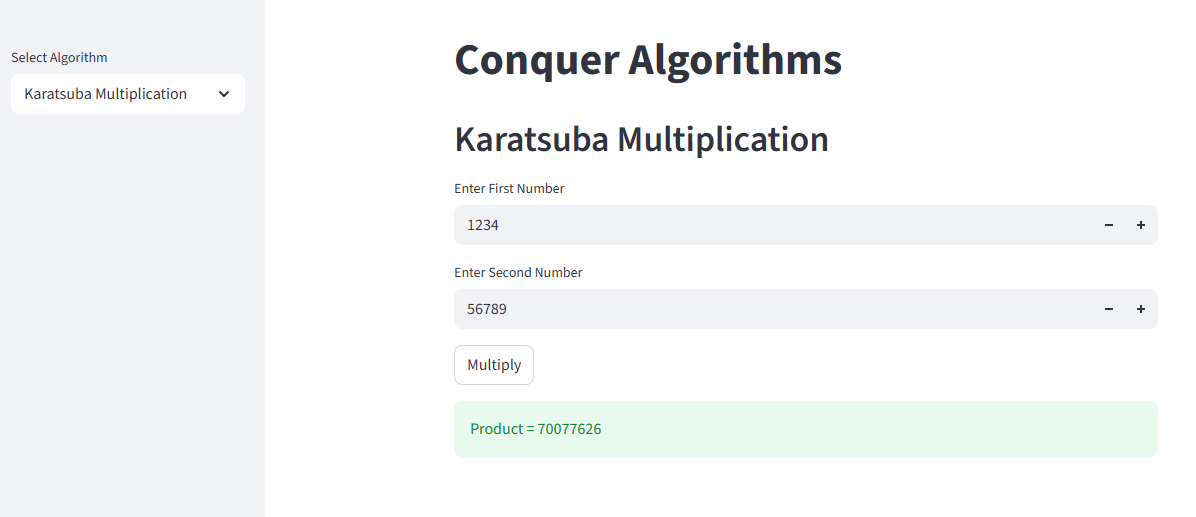 Select Algorithm
Karatsuba Multiplication
Conquer Algorithms
Karatsuba Multiplication
Enter First Number
1234
Enter Second Number
56789
Multiply
Product = 70077626